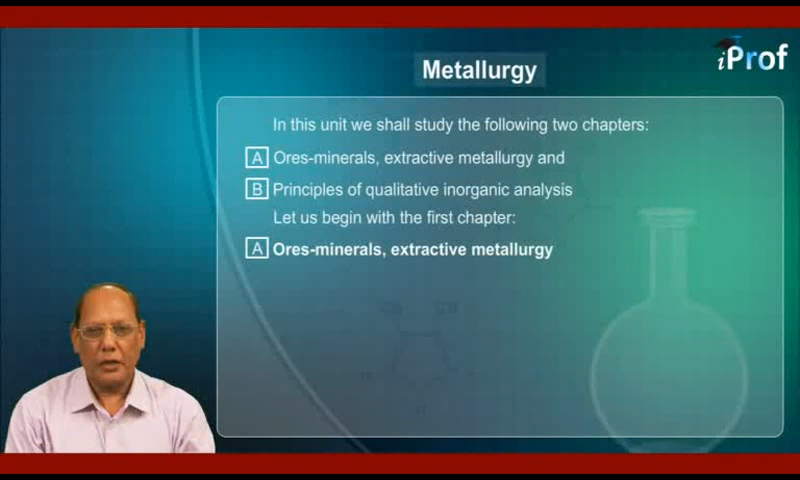 Metallurgy
iProf
In this unit we shall study the following two chapters:
A Ores-minerals, extractive metallurgy and
B Principles of qualitative inorganic analysis
Let us begin with the first chapter:
A Ores-minerals, extractive metallurgy